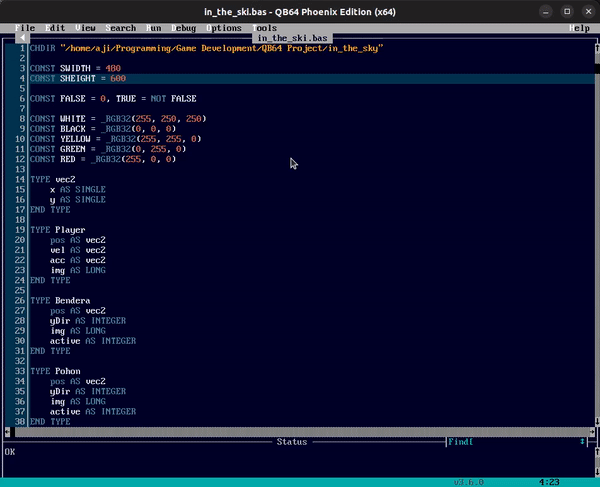 in_the_ski.bas - QB64 Phoenix Edition (x64)
File Edit View Search Run Debug Options Tools Help
in_the_ski.bas
1 CHDIR "/home/aji/Programming/Game Development/QB64 Project/in_the_sky"
2
3 CONST SWIDTH = 480
4 CONST SHEIGHT = 600
5
6 CONST FALSE = 0, TRUE = NOT FALSE
7
8 CONST WHITE = _RGB32(255, 250, 250)
9 CONST BLACK = _RGB32(0, 0, 0)
10 CONST YELLOW = _RGB32(255, 255, 0)
11 CONST GREEN = _RGB32(0, 255, 0)
12 CONST RED = _RGB32(255, 0, 0)
13
14 TYPE vec2
15 x AS SINGLE
16 y AS SINGLE
17 END TYPE
18
19 TYPE Player
20 pos AS vec2
21 vel AS vec2
22 acc AS vec2
23 img AS LONG
24 END TYPE
25
26 TYPE Bendera
27 pos AS vec2
28 yDir AS INTEGER
29 img AS LONG
30 active AS INTEGER
31 END TYPE
32
33 TYPE Pohon
34 pos AS vec2
35 yDir AS INTEGER
36 img AS LONG
37 active AS INTEGER
38 END TYPE
Status
Find[
OK
v3.6.0 4:23